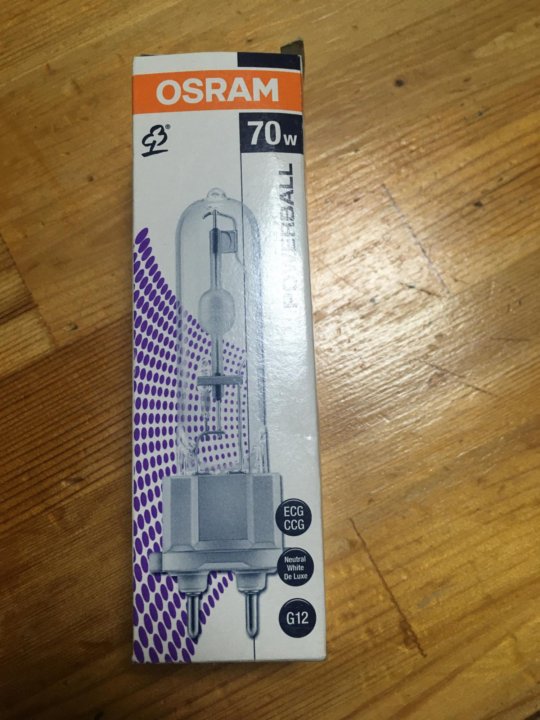 OSRAM
70W
POWERBALL
ECG
CCG
Neutral
White
De Luxe
G12